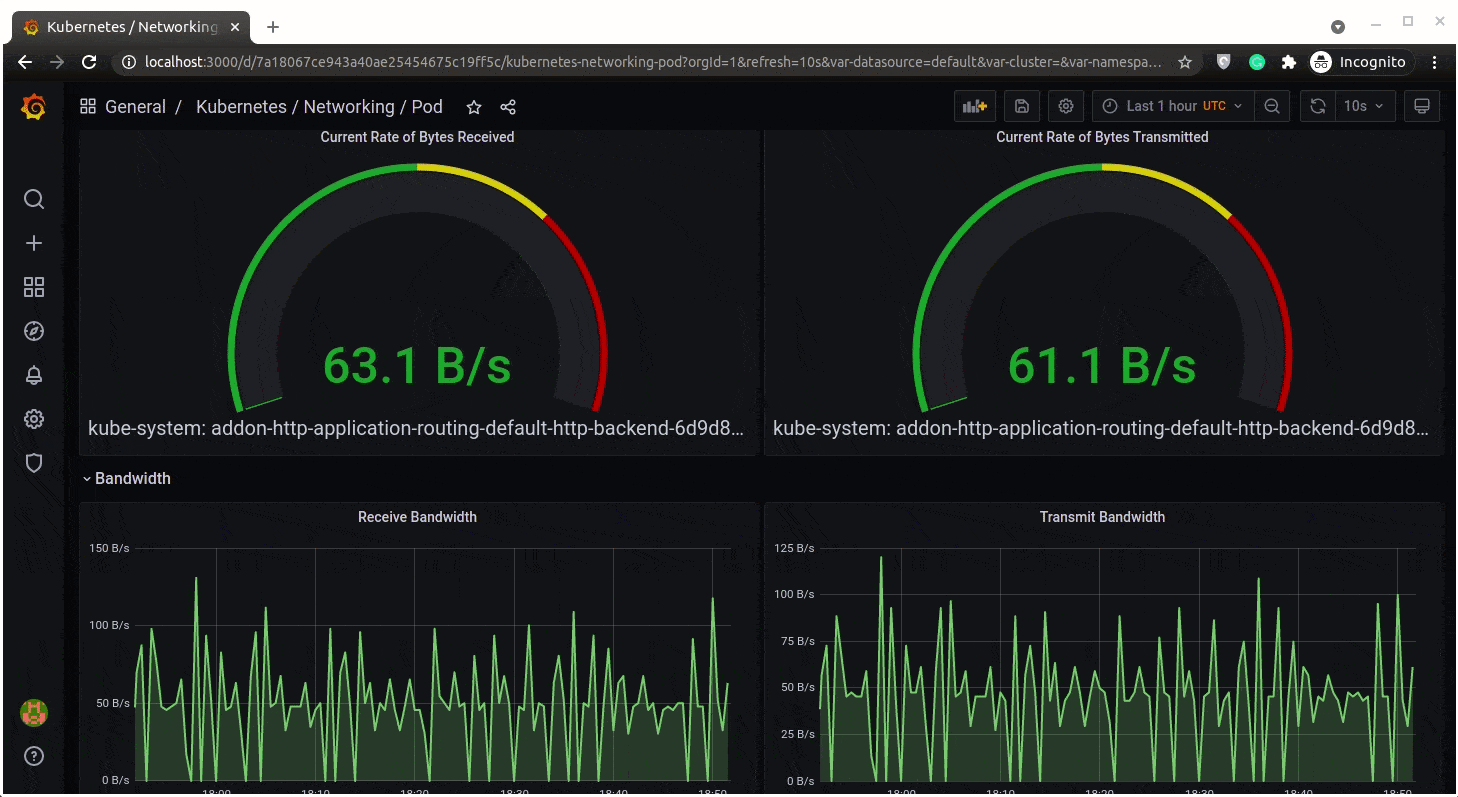 Kubernetes / Networking
localhost:3000/d/7a18067ce943a40ae25454675c19ff5c/kubernetes-networking-pod?orgId=1&refresh=10s&var-datasource=default&var-cluster=&var-namespa…
Incognito
General / Kubernetes / Networking / Pod
Last 1 hour UTC
10s
Current Rate of Bytes Received
Current Rate of Bytes Transmitted
63.1 B/s
61.1 B/s
kube-system: addon-http-application-routing-default-http-backend-6d9d8…
kube-system: addon-http-application-routing-default-http-backend-6d9d8…
Bandwidth
Receive Bandwidth
Transmit Bandwidth
150 B/s
100 B/s
50 B/s
0 B/s
18:00 18:10 18:20 18:30 18:40 18:50
125 B/s
100 B/s
75 B/s
50 B/s
25 B/s
0 B/s
18:00 18:10 18:20 18:30 18:40 18:50